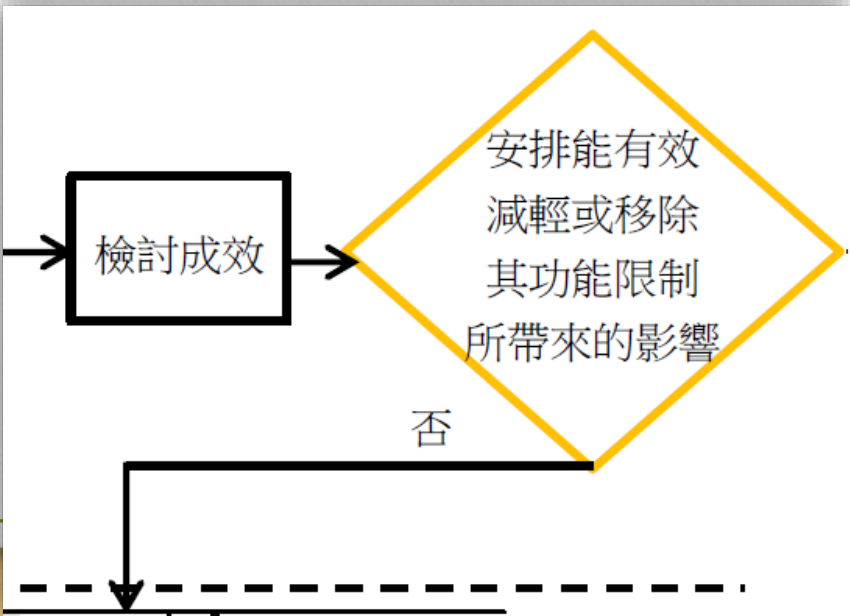 檢討成效
安排能有效
減輕或移除
其功能限制
所帶來的影響
否